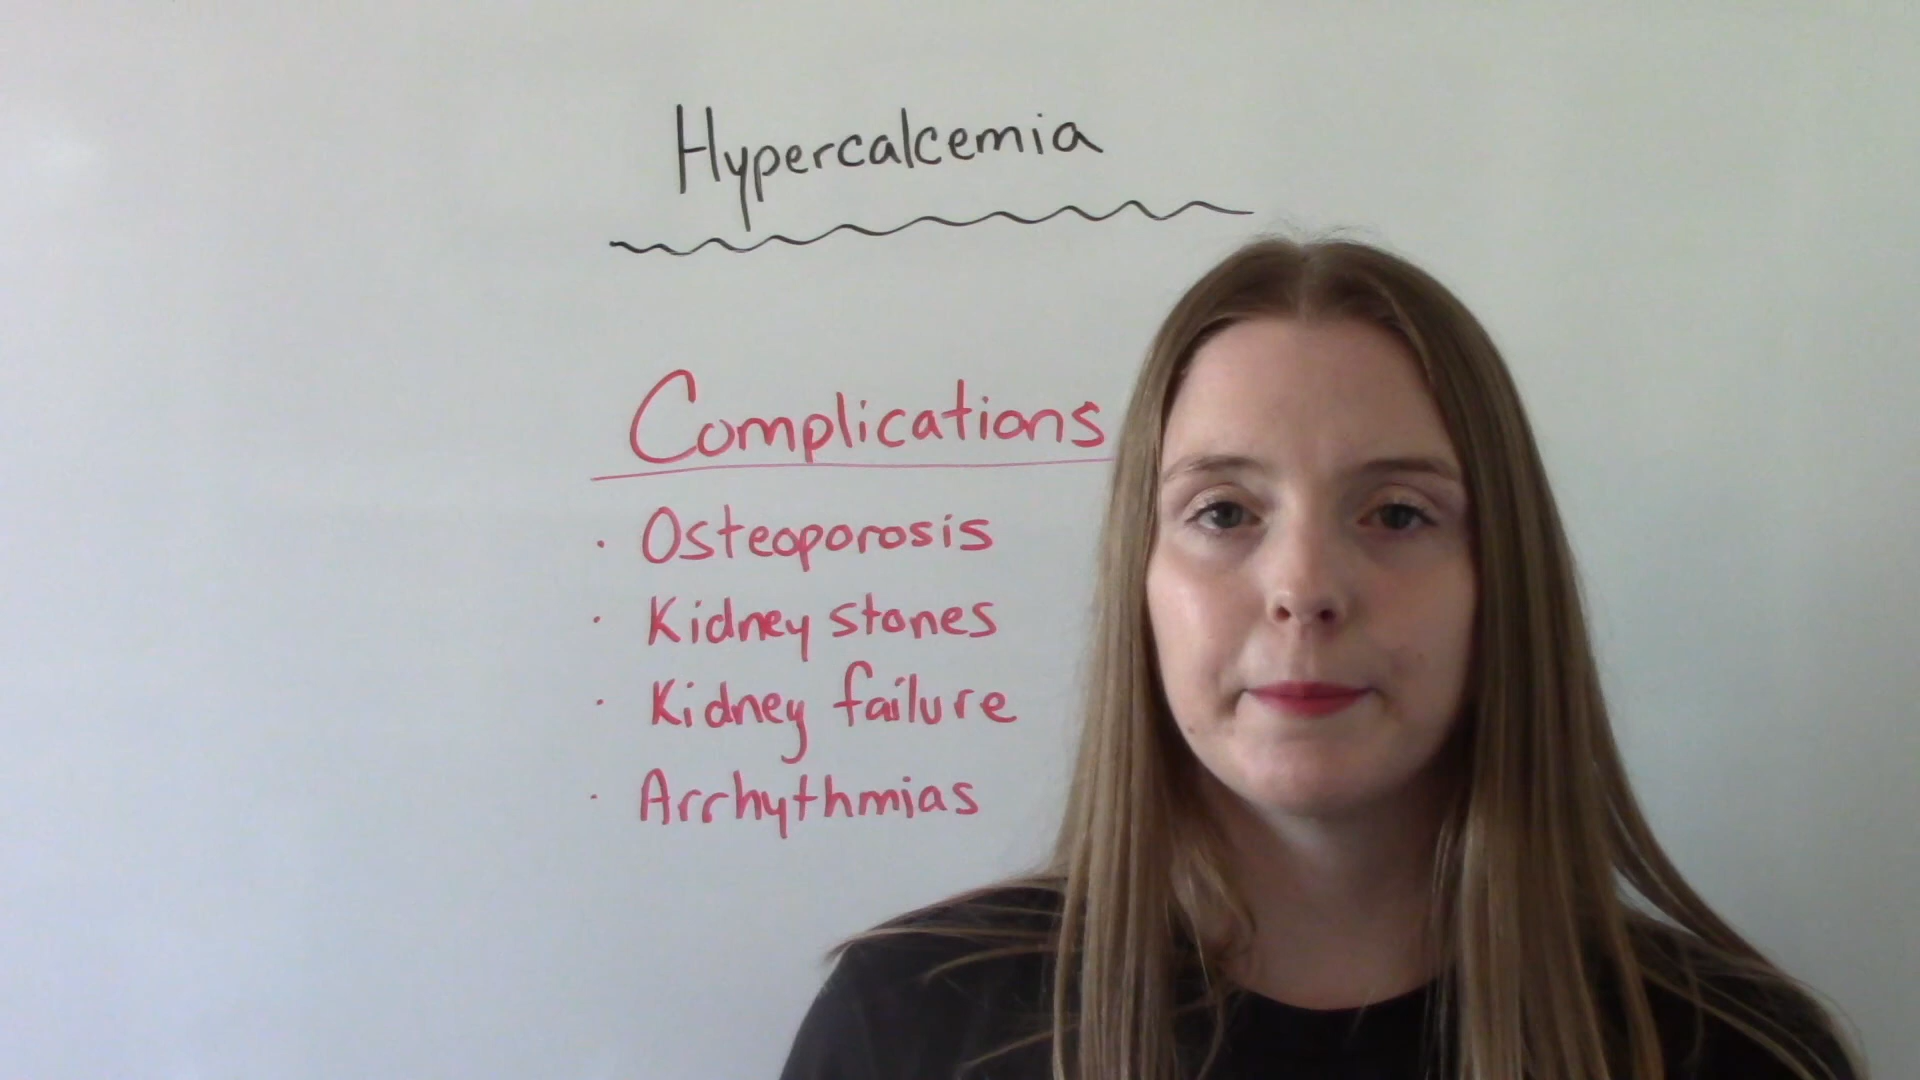 Hypercalcemia
Complications
· Osteoporosis
· Kidney stones
· Kidney failure
· Arrhythmias